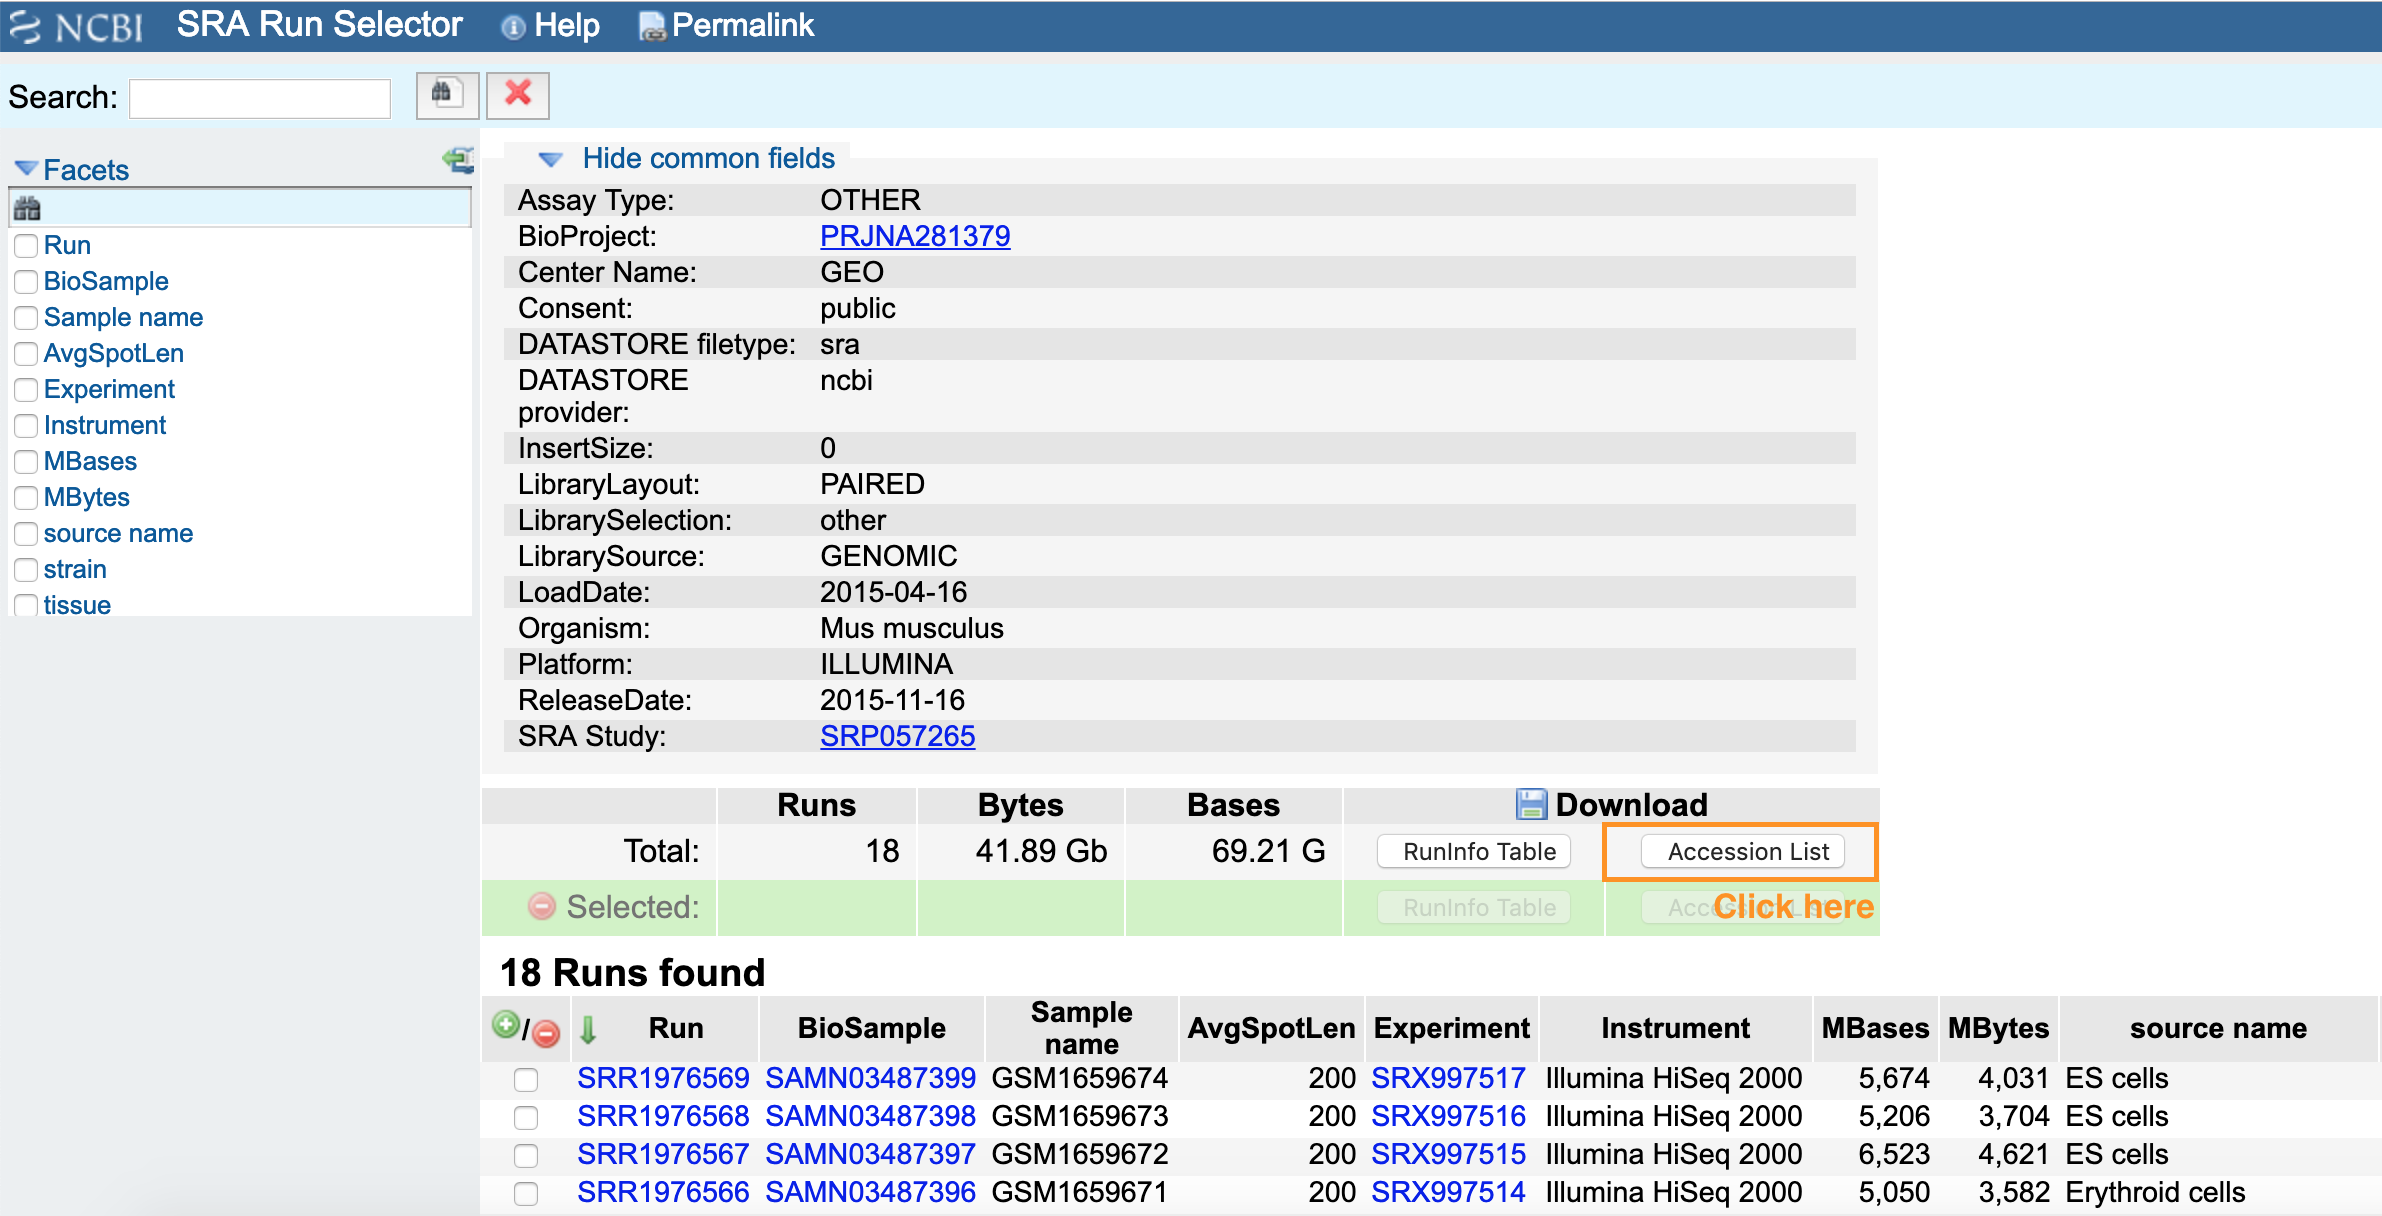 NCBI SRA Run Selector Help Permalink
Search:
Facets
Run
BioSample
Sample name
AvgSpotLen
Experiment
Instrument
MBases
MBytes
source name
strain
tissue
Hide common fields
Assay Type: OTHER
BioProject: PRJNA281379
Center Name: GEO
Consent: public
DATASTORE filetype: sra
DATASTORE ncbi
provider:
InsertSize: 0
LibraryLayout: PAIRED
LibrarySelection: other
LibrarySource: GENOMIC
LoadDate: 2015-04-16
Organism: Mus musculus
Platform: ILLUMINA
ReleaseDate: 2015-11-16
SRA Study: SRP057265
Runs Bytes Bases Download
Total: 18 41.89 Gb 69.21 G RunInfo Table Accession List
Selected: RunInfo Table Accession List Click here
18 Runs found
/ Run BioSample Sample name AvgSpotLen Experiment Instrument MBases MBytes source name
SRR1976569 SAMN03487399 GSM1659674 200 SRX997517 Illumina HiSeq 2000 5,674 4,031 ES cells
SRR1976568 SAMN03487398 GSM1659673 200 SRX997516 Illumina HiSeq 2000 5,206 3,704 ES cells
SRR1976567 SAMN03487397 GSM1659672 200 SRX997515 Illumina HiSeq 2000 6,523 4,621 ES cells
SRR1976566 SAMN03487396 GSM1659671 200 SRX997514 Illumina HiSeq 2000 5,050 3,582 Erythroid cells